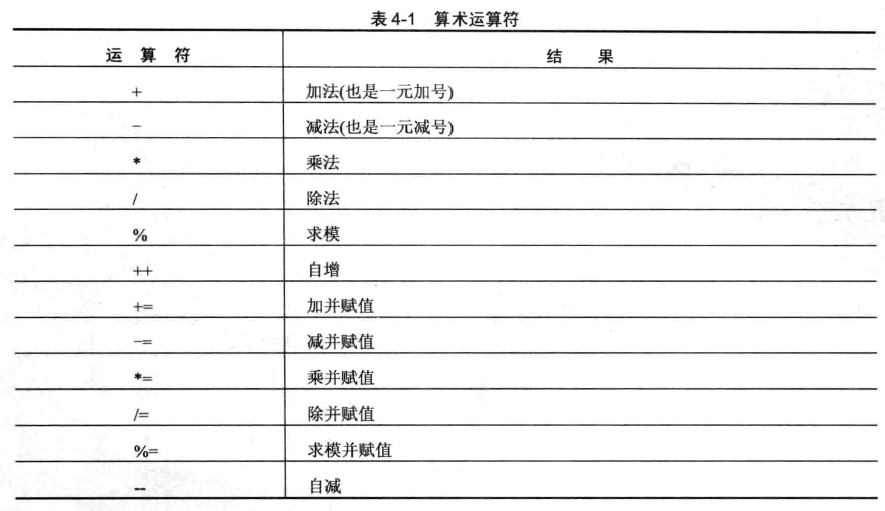 表 4-1 算术运算符
运 算 符 结 果
+ 加法(也是一元加号)
− 减法(也是一元减号)
* 乘法
/ 除法
% 求模
++ 自增
+= 加并赋值
−= 减并赋值
*= 乘并赋值
/= 除并赋值
%= 求模并赋值
-- 自减